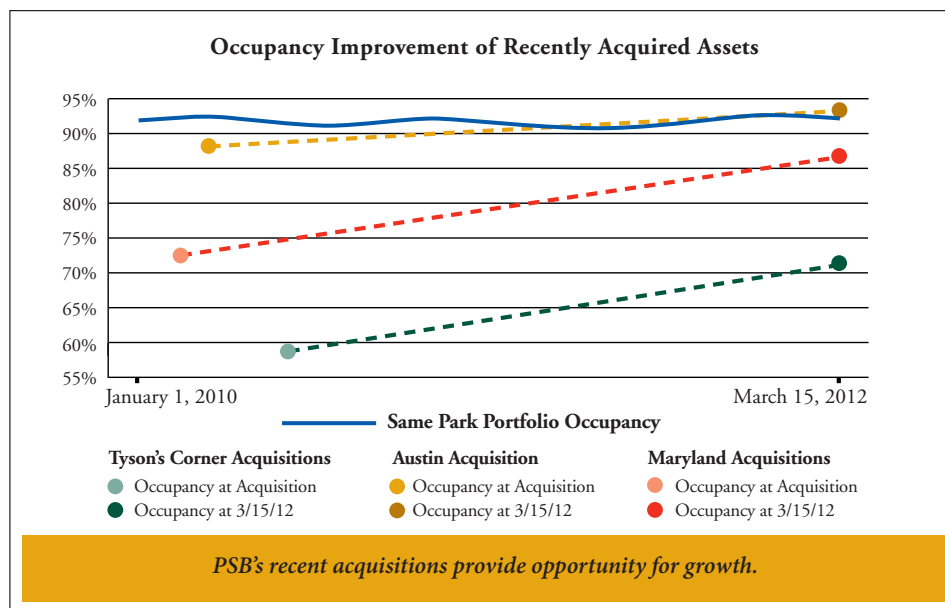 Occupancy Improvement of Recently Acquired Assets
95%
90%
85%
80%
75%
70%
65%
60%
55%
January 1, 2010
March 15, 2012
Same Park Portfolio Occupancy
Tyson’s Corner Acquisitions
Occupancy at Acquisition
Occupancy at 3/15/12
Austin Acquisition
Occupancy at Acquisition
Occupancy at 3/15/12
Maryland Acquisitions
Occupancy at Acquisition
Occupancy at 3/15/12
PSB’s recent acquisitions provide opportunity for growth.